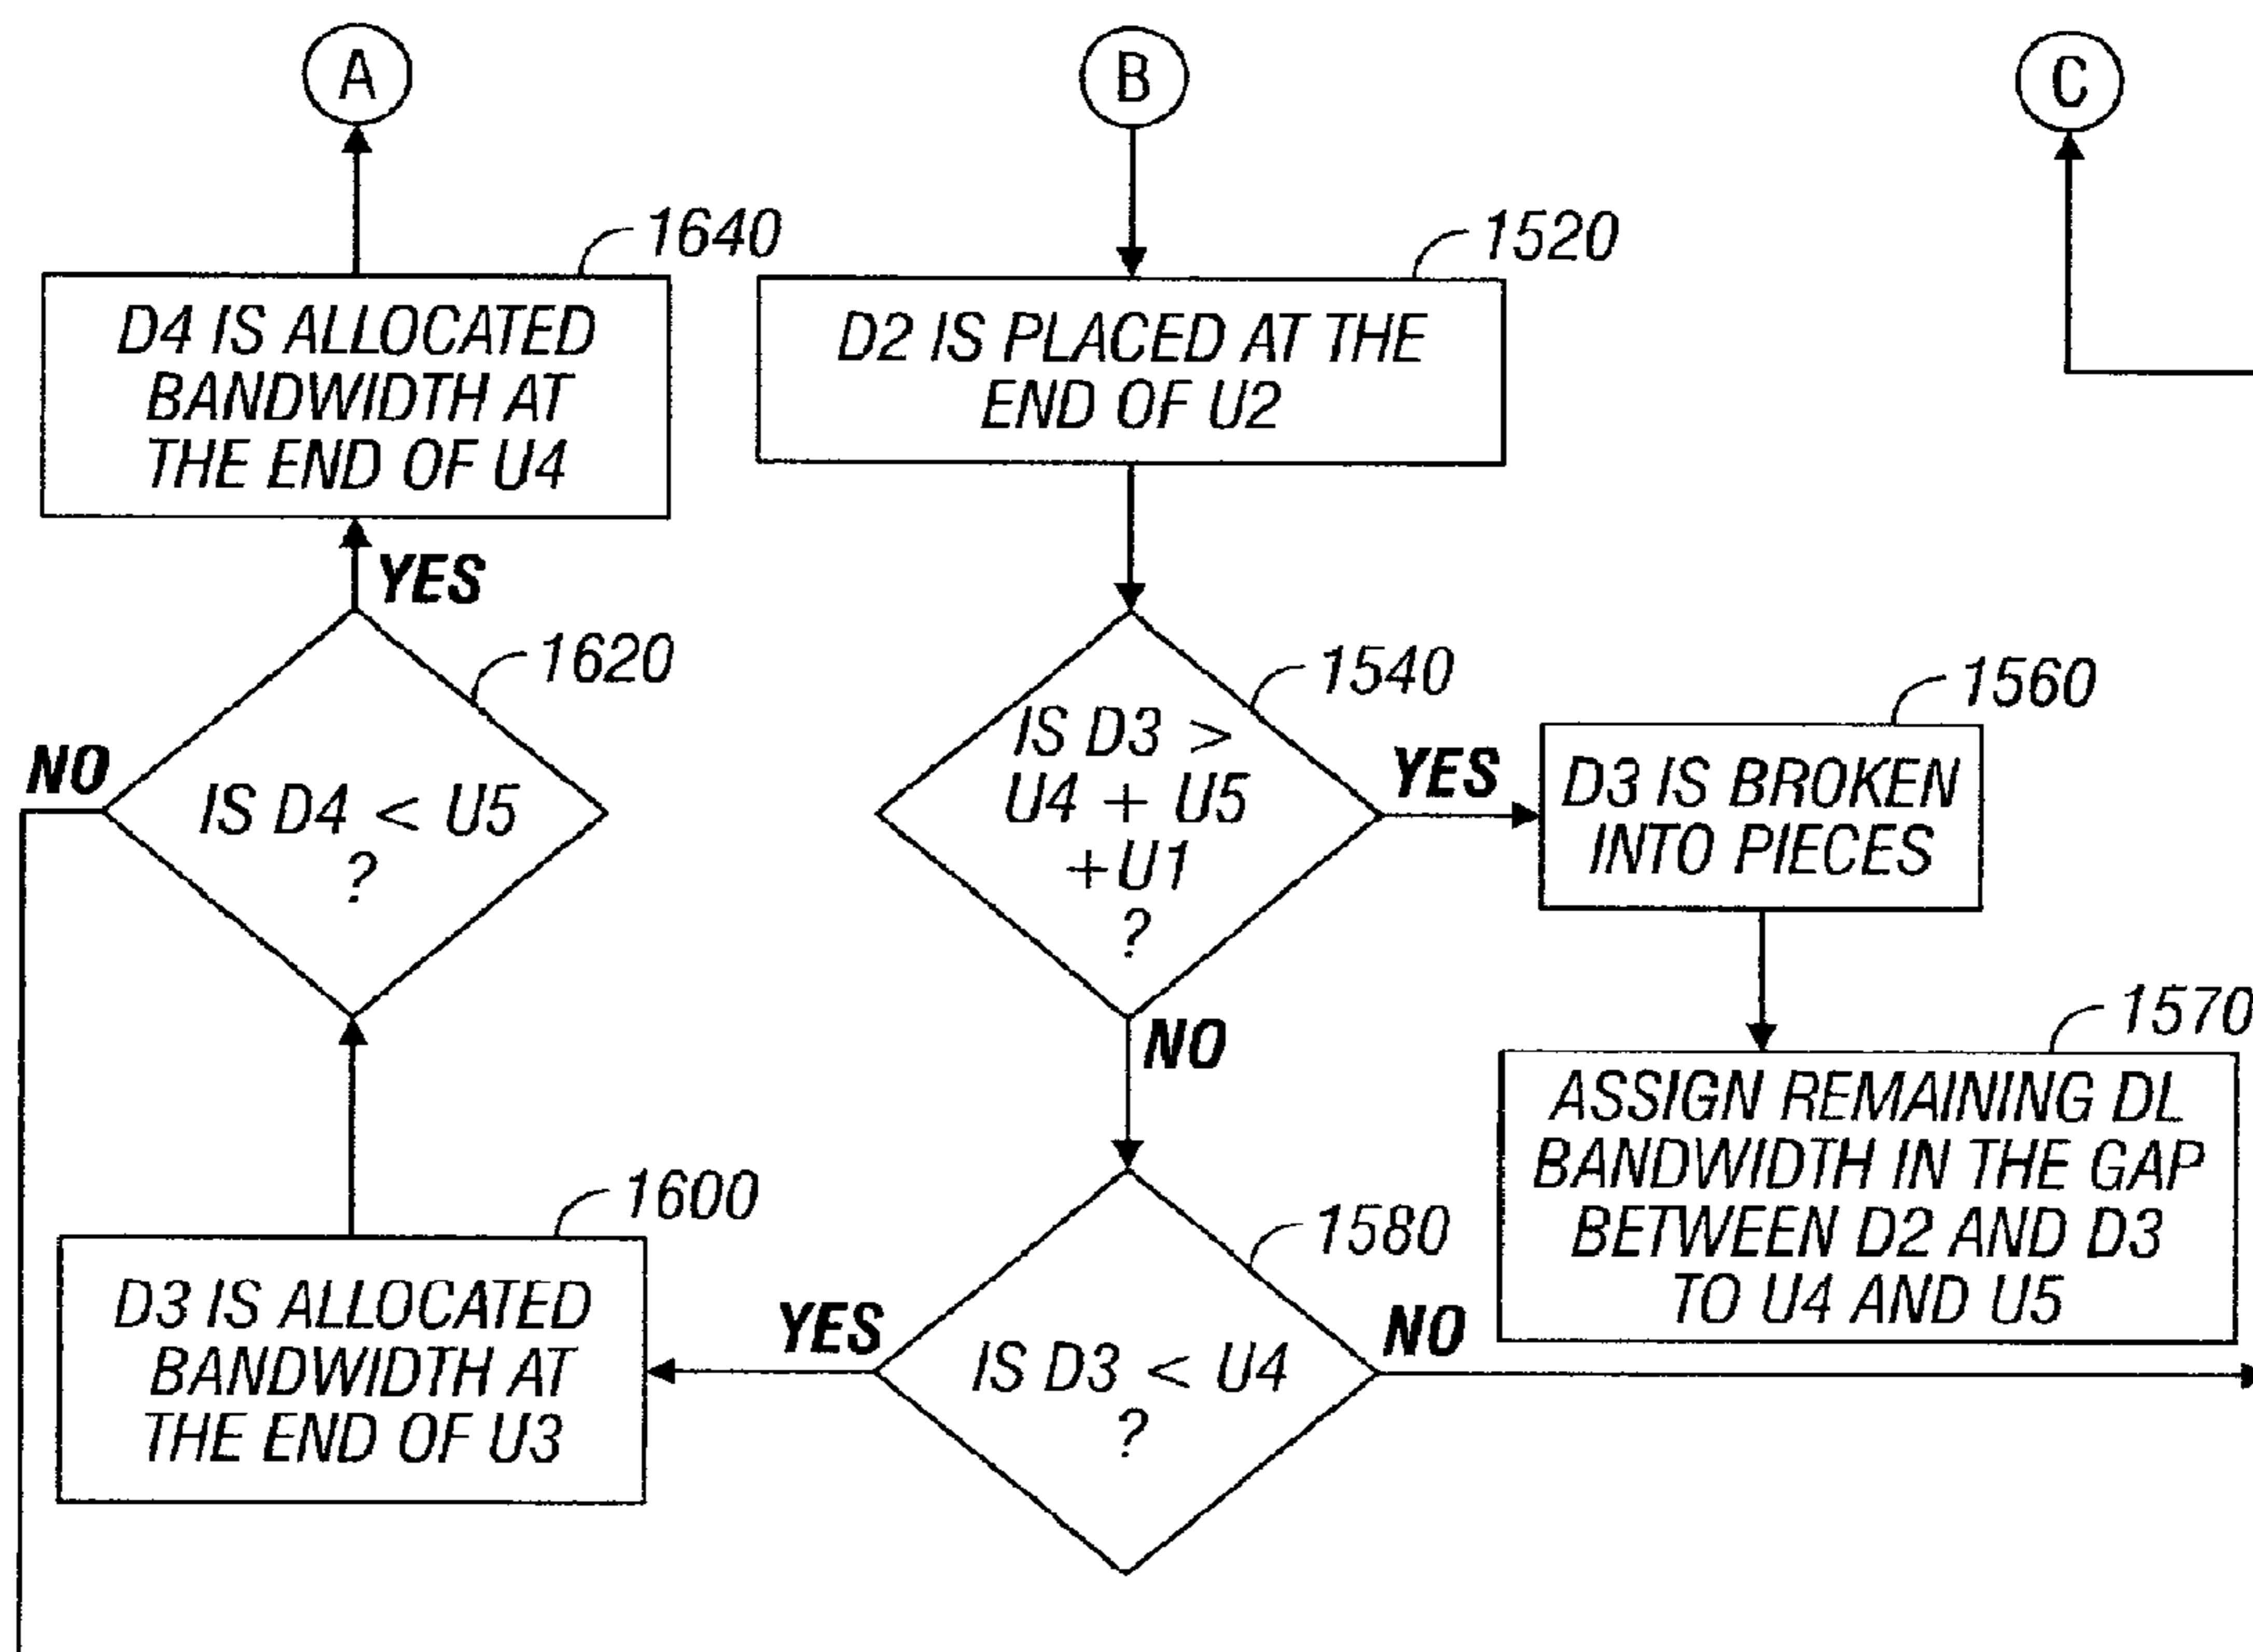 A
B
C
1640
D4 IS ALLOCATED
BANDWIDTH AT
THE END OF U4
1520
D2 IS PLACED AT THE
END OF U2
YES
1620
IS D4 < U5
?
NO
1540
IS D3 >
U4 + U5
+U1
?
YES
1560
D3 IS BROKEN
INTO PIECES
NO
1570
ASSIGN REMAINING DL
BANDWIDTH IN THE GAP
BETWEEN D2 AND D3
TO U4 AND U5
1600
D3 IS ALLOCATED
BANDWIDTH AT
THE END OF U3
YES
1580
IS D3 < U4
?
NO